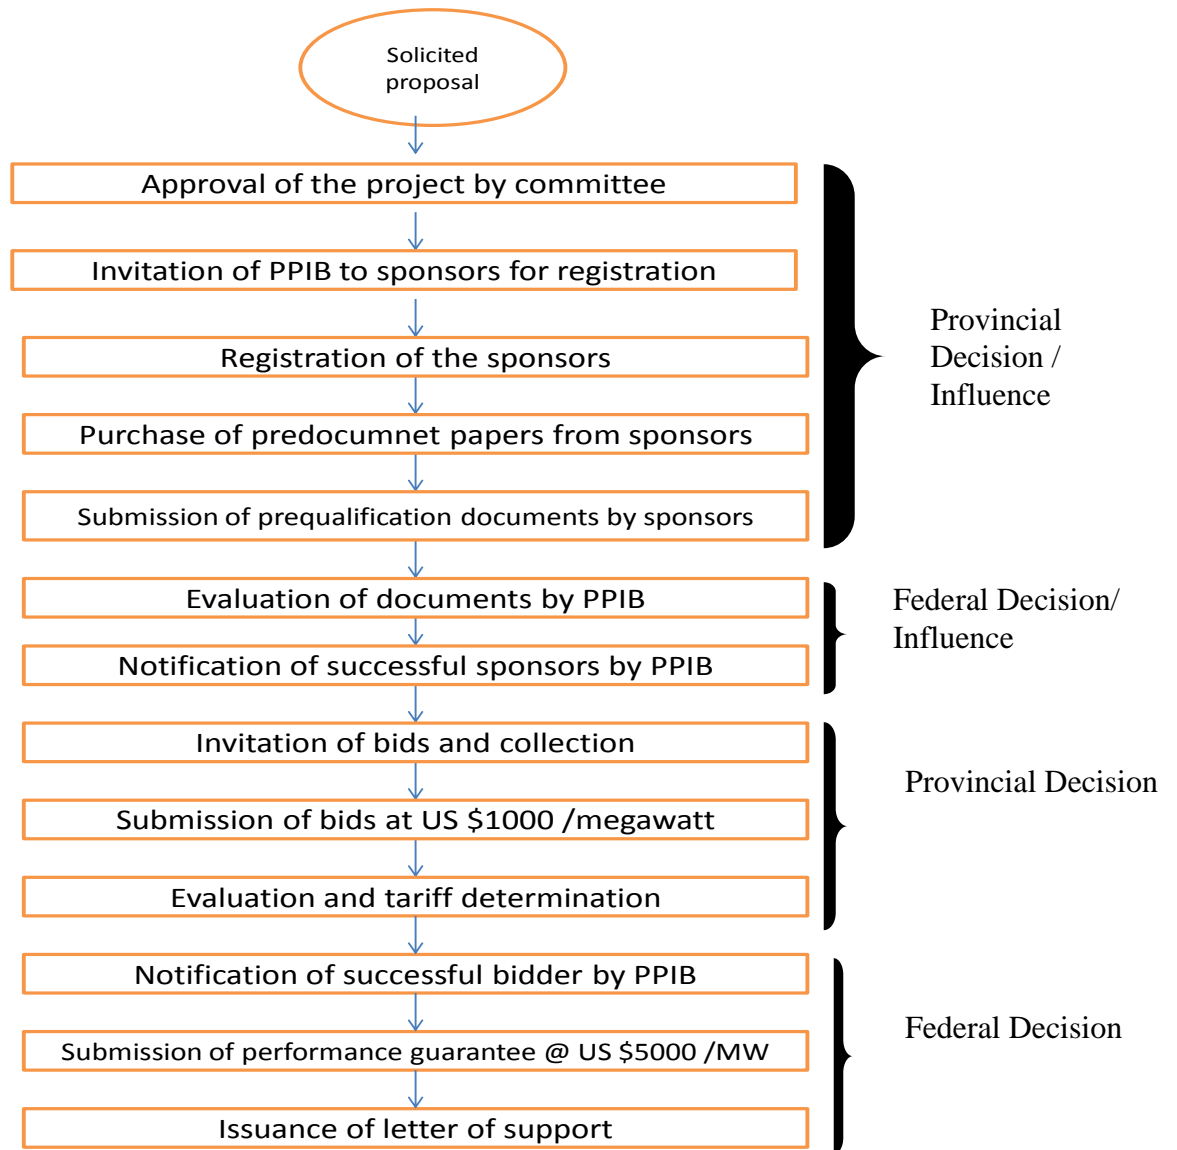 Solicited
proposal
Approval of the project by committee
Invitation of PPIB to sponsors for registration
Registration of the sponsors
Purchase of predocumnet papers from sponsors
Submission of prequalification documents by sponsors
Provincial
Decision /
Influence
Evaluation of documents by PPIB
Notification of successful sponsors by PPIB
Federal Decision/
Influence
Invitation of bids and collection
Submission of bids at US $1000 /megawatt
Evaluation and tariff determination
Provincial Decision
Notification of successful bidder by PPIB
Submission of performance guarantee @ US $5000 /MW
Issuance of letter of support
Federal Decision